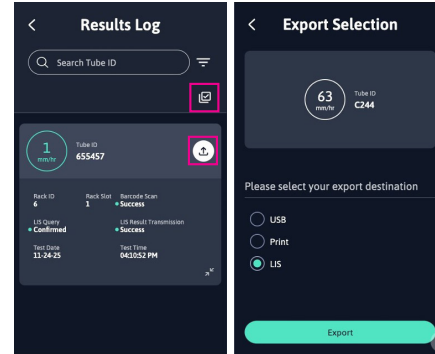 Results Log
Search Tube ID
1
mm/hr
Tube ID
655457
Rack ID
6
Rack Slot
1
Barcode Scan
Success
LIS Query
Confirmed
LIS Result Transmission
Success
Test Date
11-24-25
Test Time
04:10:52 PM
Export Selection
63
mm/hr
Tube ID
C244
Please select your export destination
USB
Print
LIS
Export